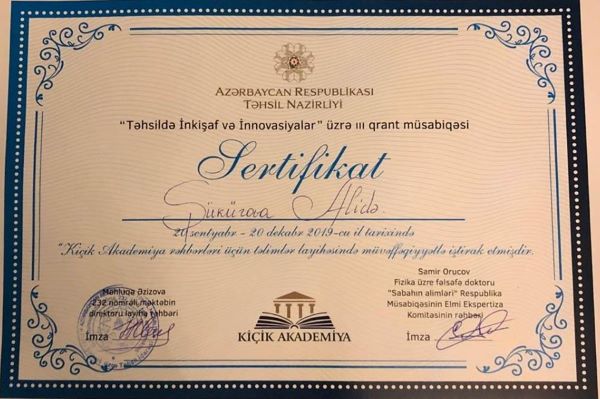 AZƏRBAYCAN RESPUBLİKASI
TƏHSİL NAZİRLİYİ
"Təhsildə İnkişaf və İnnovasiyalar" üzrə III qrant müsabiqəsi
Sertifikat
Şükürova Alidə
20 sentyabr - 20 dekabr 2019-cu il tarixində
"Kiçik Akademiya rəhbərləri üçün təlimlər layihəsində müvəffəqiyyətlə iştirak etmişdir.
Məhluqə Əzizova
232 nömrəli məktəbin
direktoru layihə rəhbəri
İmza
KİÇİK AKADEMİYA
Samir Orucov
Fizika üzre fəlsəfə doktoru
"Sabahın alimləri" Respublika
Müsabiqəsinin Elmi Ekspertiza
Komitəsinin rəhbəri
İmza